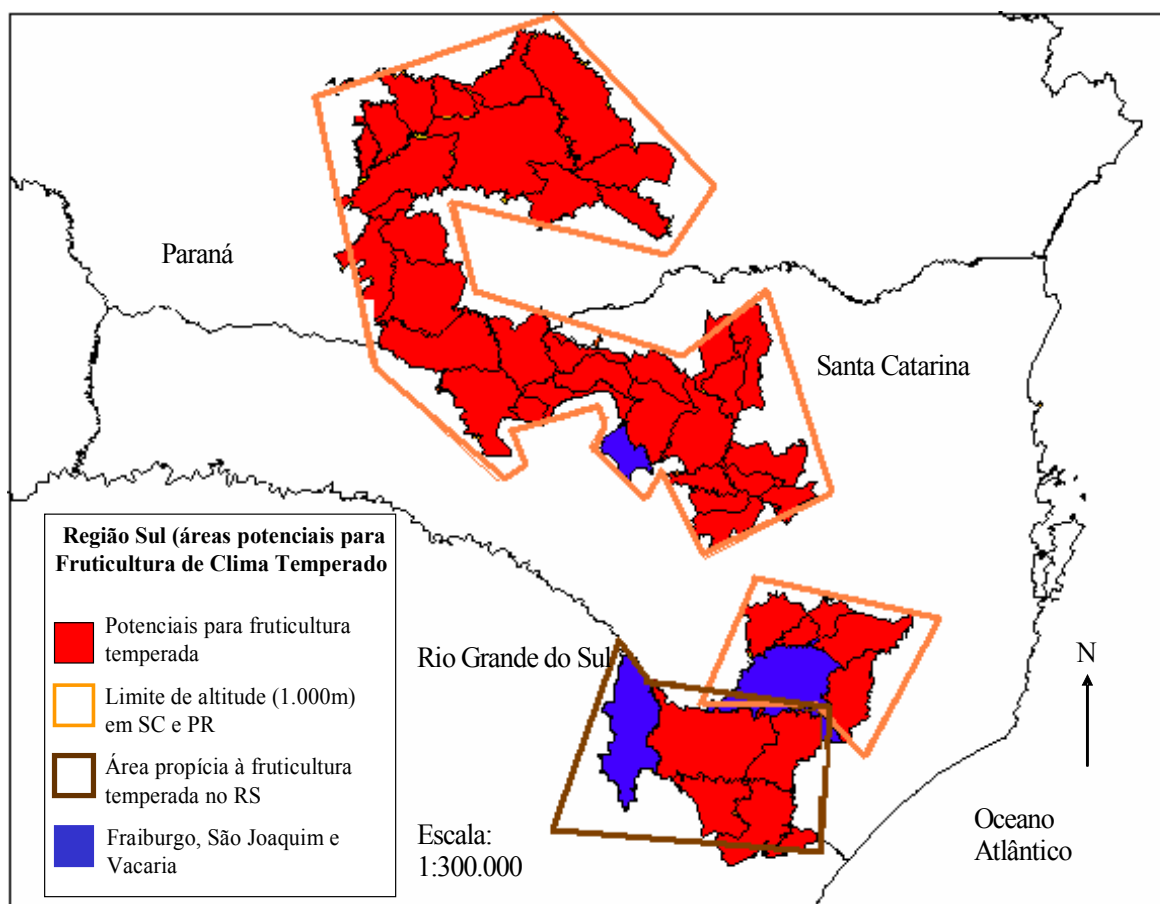 Paraná
Santa Catarina
Rio Grande do Sul
Região Sul (áreas potenciais para
Fruticultura de Clima Temperado
Potenciais para fruticultura
temperada
Limite de altitude (1.000m)
em SC e PR
Área propícia à fruticultura
temperada no RS
Fraiburgo, São Joaquim e
Vacaria
Escala:
1:300.000
N
Oceano
Atlântico